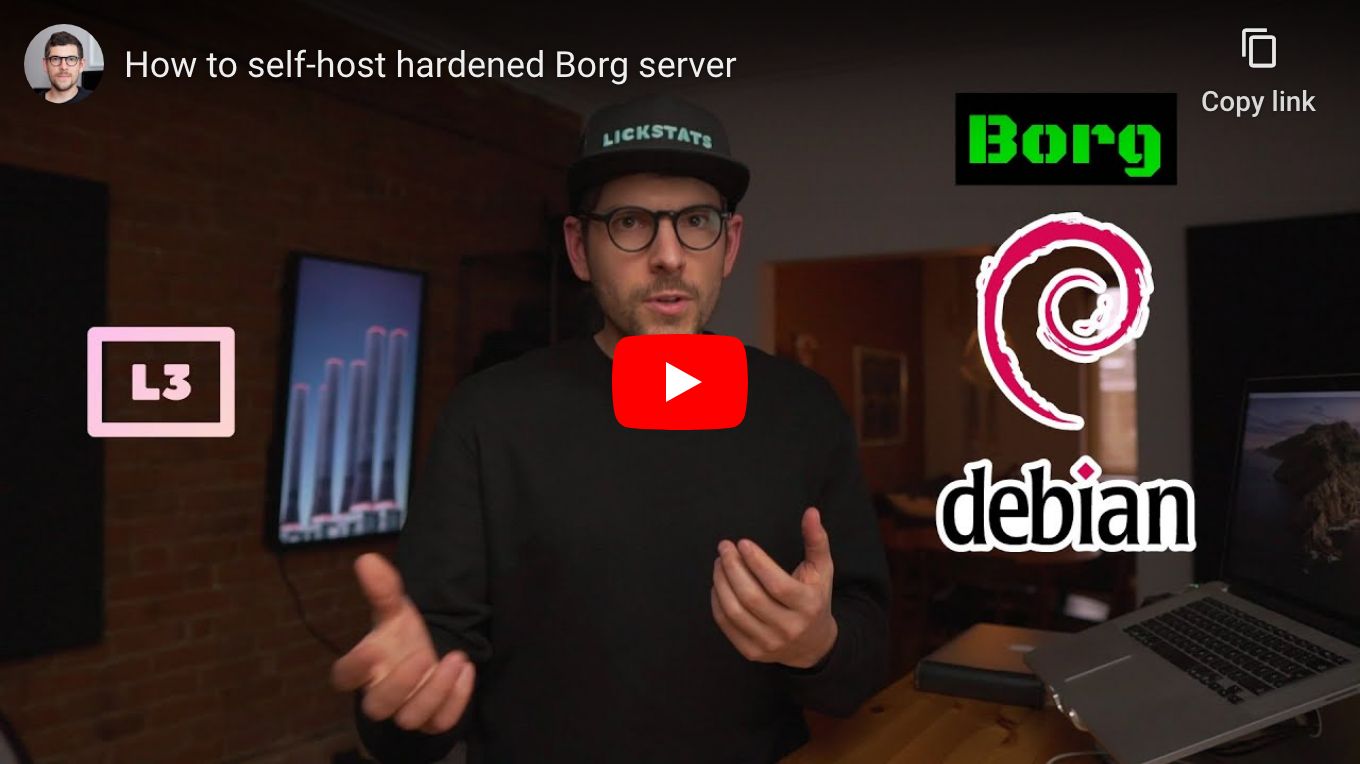 How to self-host hardened Borg server
Copy link
LICKSTATS
Borg
L3
debian